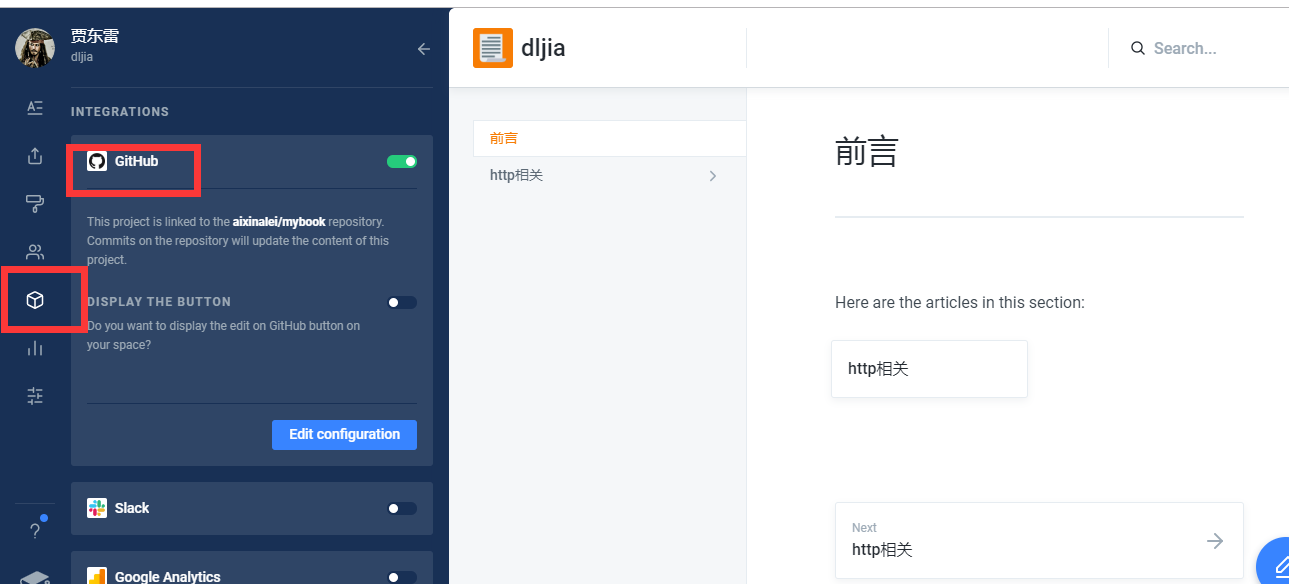 贾东雷
dljia
INTEGRATIONS
GitHub
This project is linked to the aixinalei/mybook repository.
Commits on the repository will update the content of this
project.
DISPLAY THE BUTTON
Do you want to display the edit on GitHub button on
your space?
Edit configuration
Slack
Google Analytics
dljia
Search...
前言
http相关
前言
Here are the articles in this section:
http相关
Next
http相关